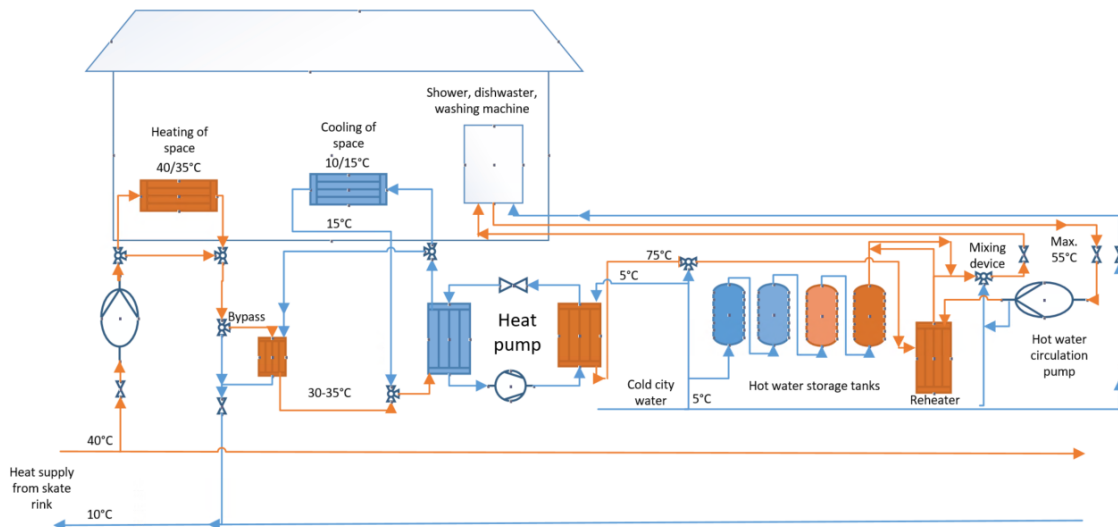 Shower, dishwaster,
washing machine
Heating of
space
40/35°C
Cooling of
space
10/15°C
15°C
75°C
5°C
Mixing
device
Max.
55°C
Bypass
Heat
pump
30-35°C
Cold city
water
5°C
Hot water storage tanks
Reheater
Hot water
circulation
pump
40°C
Heat supply
from skate
rink
10°C